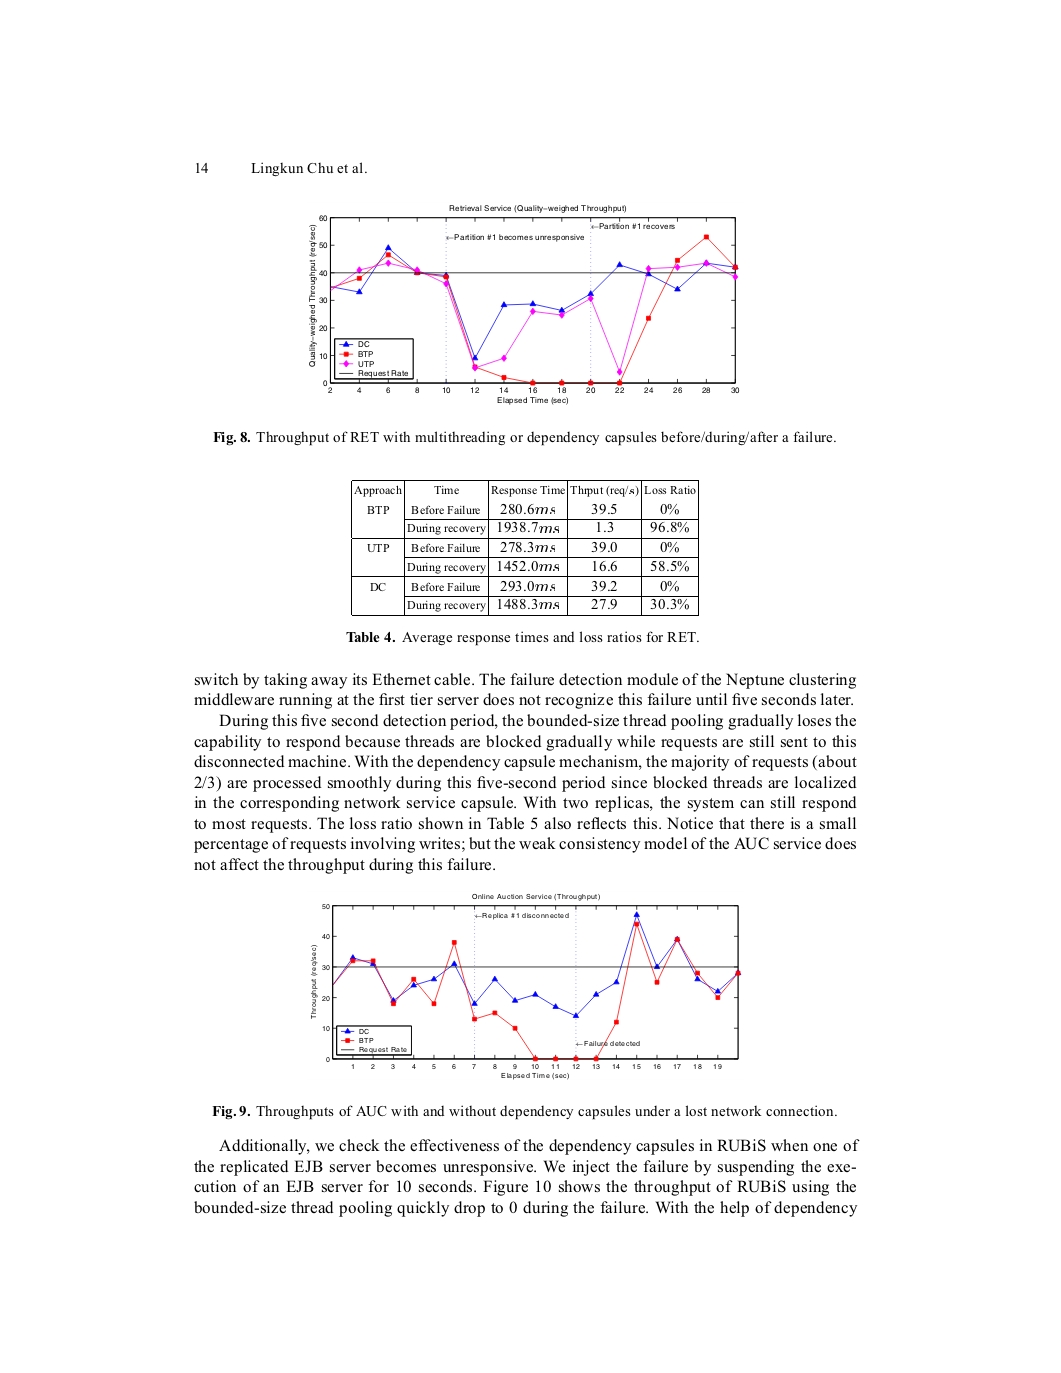 14 Lingkun Chu et al.
Retrieval Service (Quality−weighed Throughput)
Quality−weighed Throughput (req/sec)
60
50
40
30
20
10
0
←Partition #1 becomes unresponsive
←Partition #1 recovers
DC
BTP
UTP
Request Rate
2 4 6 8 10 12 14 16 18 20 22 24 26 28 30
Elapsed Time (sec)
Fig. 8. Throughput of RET with multithreading or dependency capsules before/during/after a failure.
Approach Time Response Time Thrput (req/s) Loss Ratio
BTP Before Failure 280.6ms 39.5 0%
During recovery 1938.7ms 1.3 96.8%
UTP Before Failure 278.3ms 39.0 0%
During recovery 1452.0ms 16.6 58.5%
DC Before Failure 293.0ms 39.2 0%
During recovery 1488.3ms 27.9 30.3%
Table 4. Average response times and loss ratios for RET.
switch by taking away its Ethernet cable. The failure detection module of the Neptune clustering
middleware running at the first tier server does not recognize this failure until five seconds later.
During this five second detection period, the bounded-size thread pooling gradually loses the
capability to respond because threads are blocked gradually while requests are still sent to this
disconnected machine. With the dependency capsule mechanism, the majority of requests (about
2/3) are processed smoothly during this five-second period since blocked threads are localized
in the corresponding network service capsule. With two replicas, the system can still respond
to most requests. The loss ratio shown in Table 5 also reflects this. Notice that there is a small
percentage of requests involving writes; but the weak consistency model of the AUC service does
not affect the throughput during this failure.
Online Auction Service (Throughput)
Throughput (req/sec)
50
40
30
20
10
0
←Replica #1 disconnected
←Failure detected
DC
BTP
Request Rate
1 2 3 4 5 6 7 8 9 10 11 12 13 14 15 16 17 18 19
Elapsed Time (sec)
Fig. 9. Throughputs of AUC with and without dependency capsules under a lost network connection.
Additionally, we check the effectiveness of the dependency capsules in RUBiS when one of
the replicated EJB server becomes unresponsive. We inject the failure by suspending the exe-
cution of an EJB server for 10 seconds. Figure 10 shows the throughput of RUBiS using the
bounded-size thread pooling quickly drop to 0 during the failure. With the help of dependency